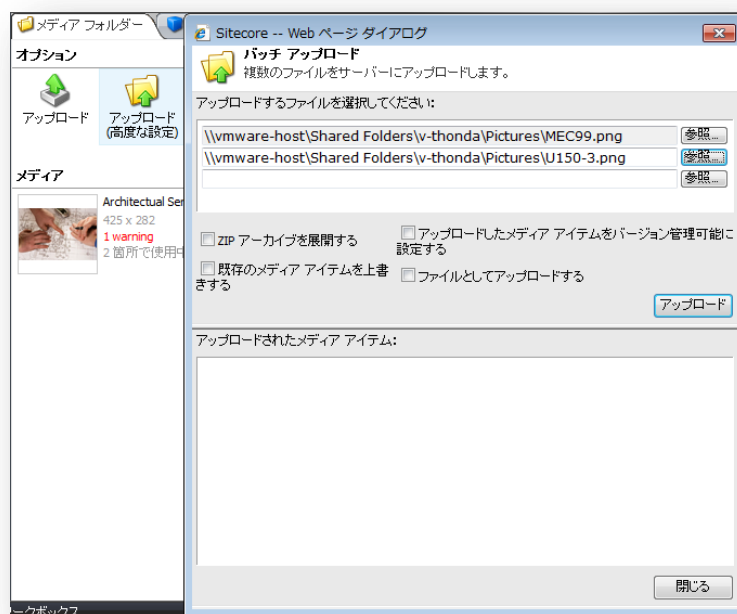 メディア フォルダー
オプション
アップロード
アップロード
(高度な設定)
メディア
Architectual Ser
425 x 282
1 warning
2 箇所で使用中
Sitecore -- Web ページ ダイアログ
バッチ アップロード
複数のファイルをサーバーにアップロードします。
アップロードするファイルを選択してください:
\\vmware-host\Shared Folders\v-thonda\Pictures\MEC99.png
参照...
\\vmware-host\Shared Folders\v-thonda\Pictures\U150-3.png
参照...
参照...
ZIP アーカイブを展開する
アップロードしたメディア アイテムをバージョン管理可能に
設定する
既存のメディア アイテムを上書
きする
ファイルとしてアップロードする
アップロード
アップロードされたメディア アイテム:
閉じる
ークボックス